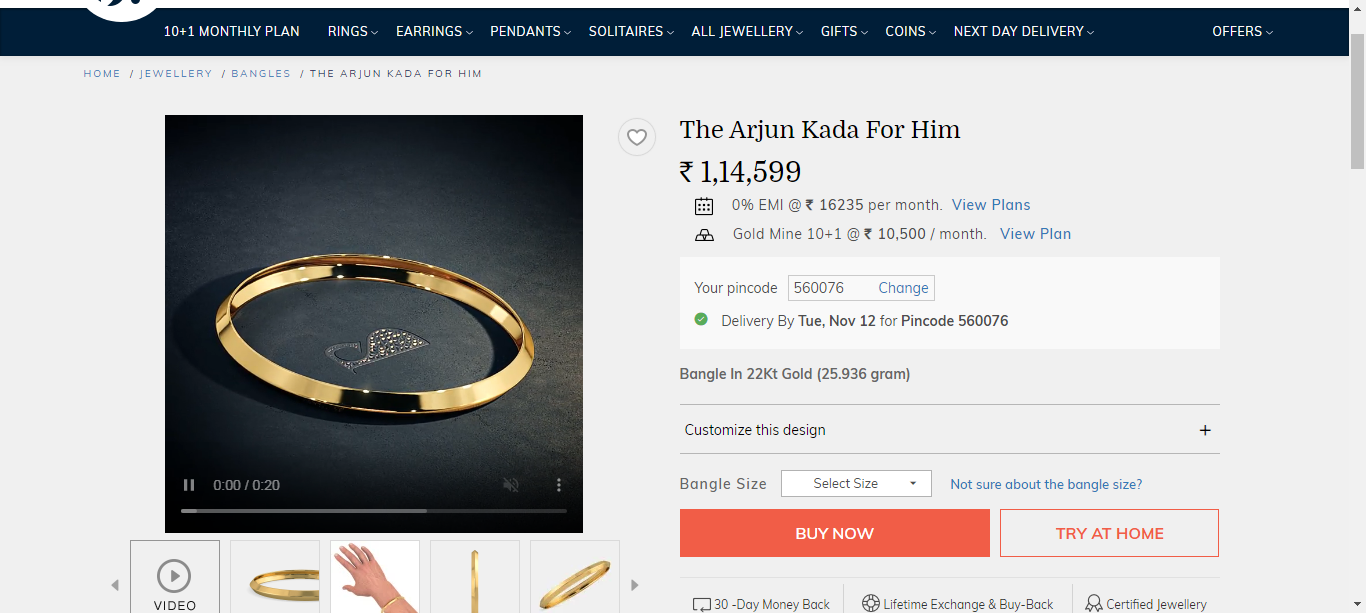 10+1 MONTHLY PLAN RINGS EARRINGS PENDANTS SOLITAIRES ALL JEWELLERY GIFTS COINS NEXT DAY DELIVERY OFFERS
HOME / JEWELLERY / BANGLES / THE ARJUN KADA FOR HIM
The Arjun Kada For Him
₹ 1,14,599
0% EMI @ ₹ 16235 per month. View Plans
Gold Mine 10+1 @ ₹ 10,500 / month. View Plan
Your pincode 560076 Change
Delivery By Tue, Nov 12 for Pincode 560076
Bangle In 22Kt Gold (25.936 gram)
Customize this design +
Bangle Size Select Size Not sure about the bangle size?
BUY NOW TRY AT HOME
0:00 / 0:20
VIDEO
30 -Day Money Back Lifetime Exchange & Buy-Back Certified Jewellery